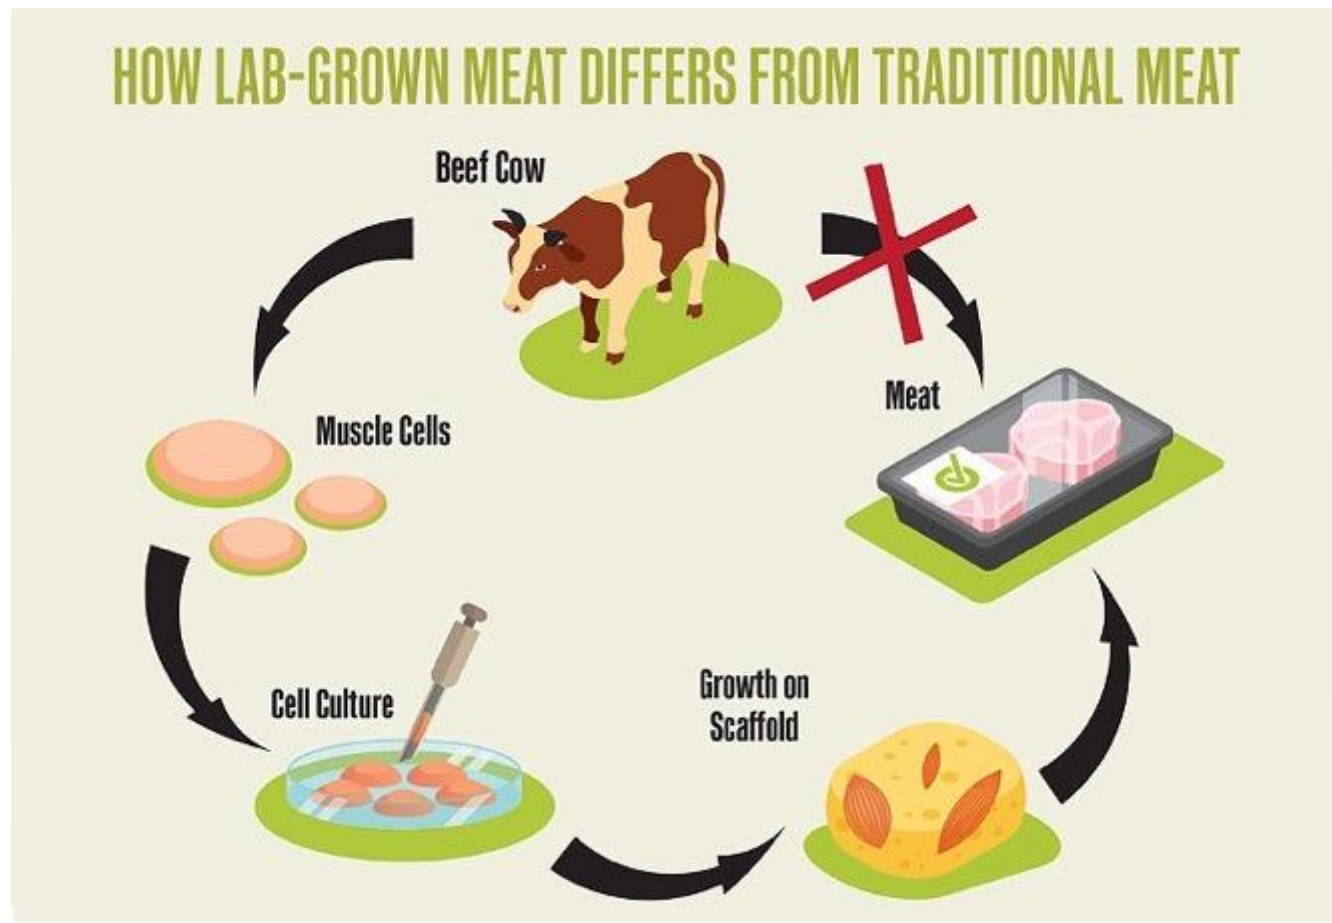 HOW LAB-GROWN MEAT DIFFERS FROM TRADITIONAL MEAT
Beef Cow
Meat
Muscle Cells
Cell Culture
Growth on
Scaffold